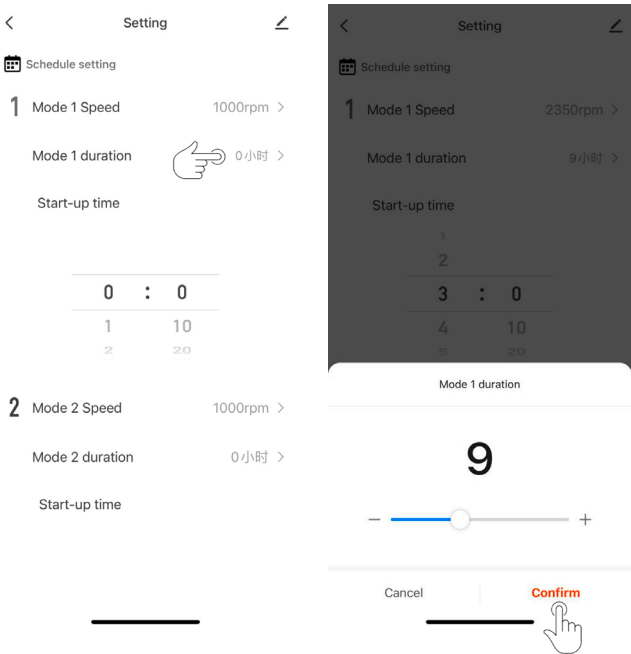 Setting
Schedule setting
1 Mode 1 Speed 1000rpm
Mode 1 duration 0小时
Start-up time
0 : 0
1 10
2 20
2 Mode 2 Speed 1000rpm
Mode 2 duration 0小时
Start-up time
Setting
Schedule setting
1 Mode 1 Speed 2350rpm
Mode 1 duration 9小时
Start-up time
1
2
3 : 0
4 10
5 20
Mode 1 duration
9
− +
Cancel Confirm